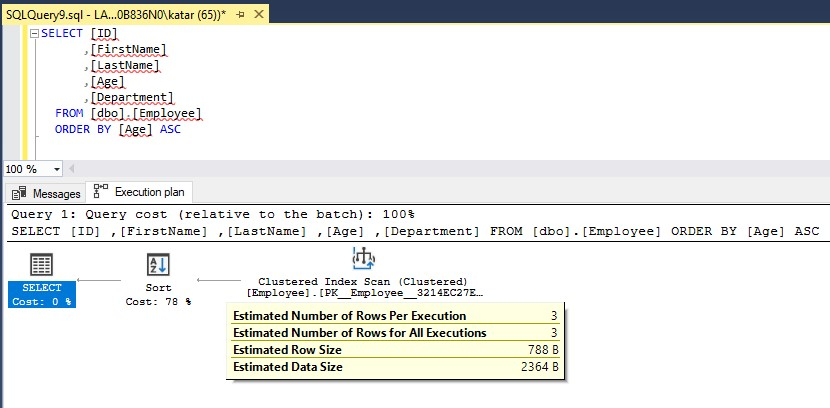 SQLQuery9.sql - LA...0B836N0\katar (65))*
SELECT [ID]
,[FirstName]
,[LastName]
,[Age]
,[Department]
FROM [dbo].[Employee]
ORDER BY [Age] ASC
100 %
Messages Execution plan
Query 1: Query cost (relative to the batch): 100%
SELECT [ID] ,[FirstName] ,[LastName] ,[Age] ,[Department] FROM [dbo].[Employee] ORDER BY [Age] ASC
SELECT
Cost: 0 %
Sort
Cost: 78 %
Clustered Index Scan (Clustered)
[Employee].[PK__Employee__3214EC27E…
Estimated Number of Rows Per Execution 3
Estimated Number of Rows for All Executions 3
Estimated Row Size 788 B
Estimated Data Size 2364 B